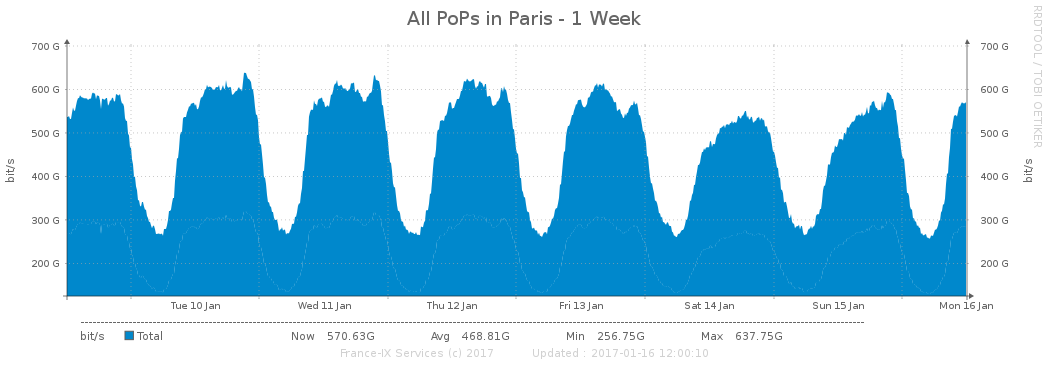 All PoPs in Paris - 1 Week
RRDTOOL / TOBI OETIKER
700 G 700 G
600 G 600 G
500 G 500 G
400 G 400 G
300 G 300 G
200 G 200 G
bit/s bit/s
Tue 10 Jan Wed 11 Jan Thu 12 Jan Fri 13 Jan Sat 14 Jan Sun 15 Jan Mon 16 Jan
bit/s Total Now 570.63G Avg 468.81G Min 256.75G Max 637.75G
France-IX Services (c) 2017 Updated : 2017-01-16 12:00:10